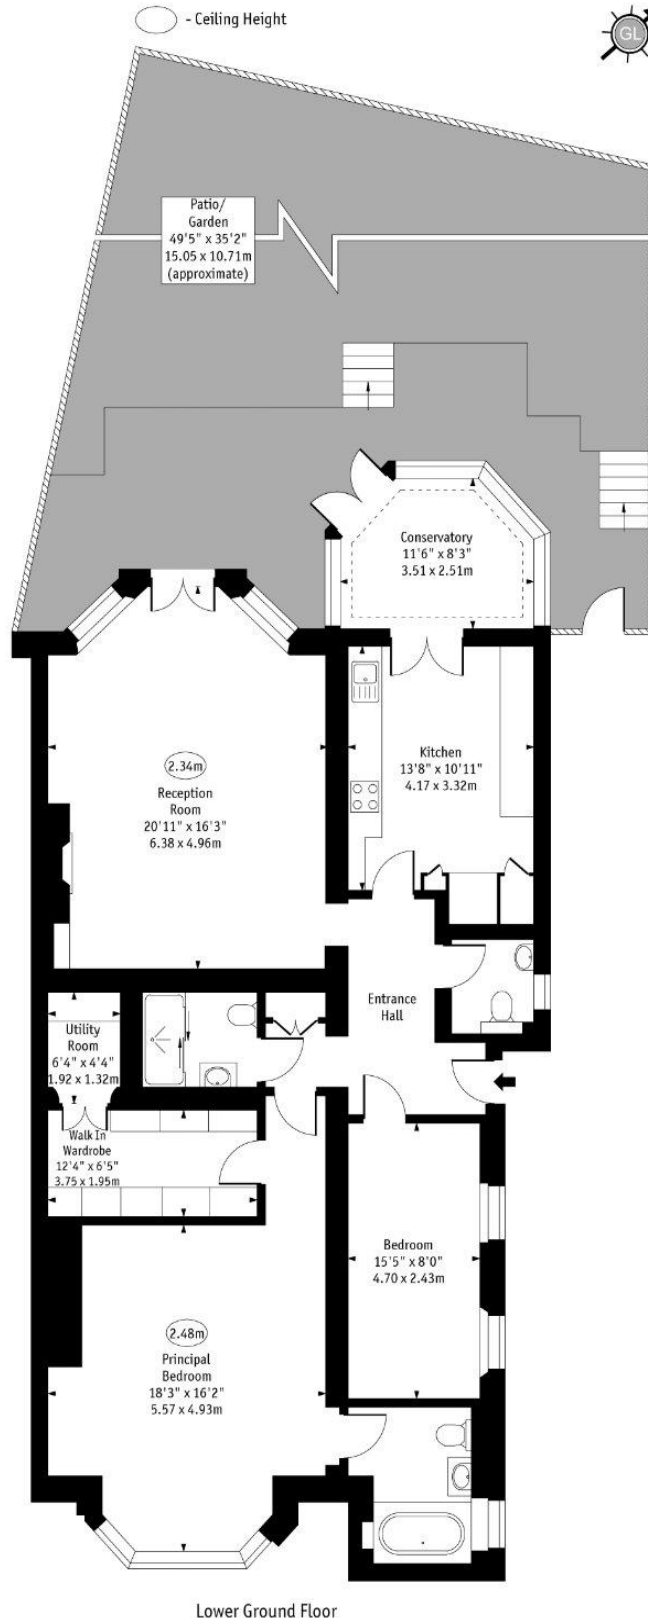 - Ceiling Height
GL
Patio/
Garden
49'5" x 35'2"
15.05 x 10.71m
(approximate)
Conservatory
11'6" x 8'3"
3.51 x 2.51m
2.34m
Reception
Room
20'11" x 16'3"
6.38 x 4.96m
Kitchen
13'8" x 10'11"
4.17 x 3.32m
Entrance
Hall
Utility
Room
6'4" x 4'4"
1.92 x 1.32m
Walk In
Wardrobe
12'4" x 6'5"
3.75 x 1.95m
Bedroom
15'5" x 8'0"
4.70 x 2.43m
2.48m
Principal
Bedroom
18'3" x 16'2"
5.57 x 4.93m
Lower Ground Floor